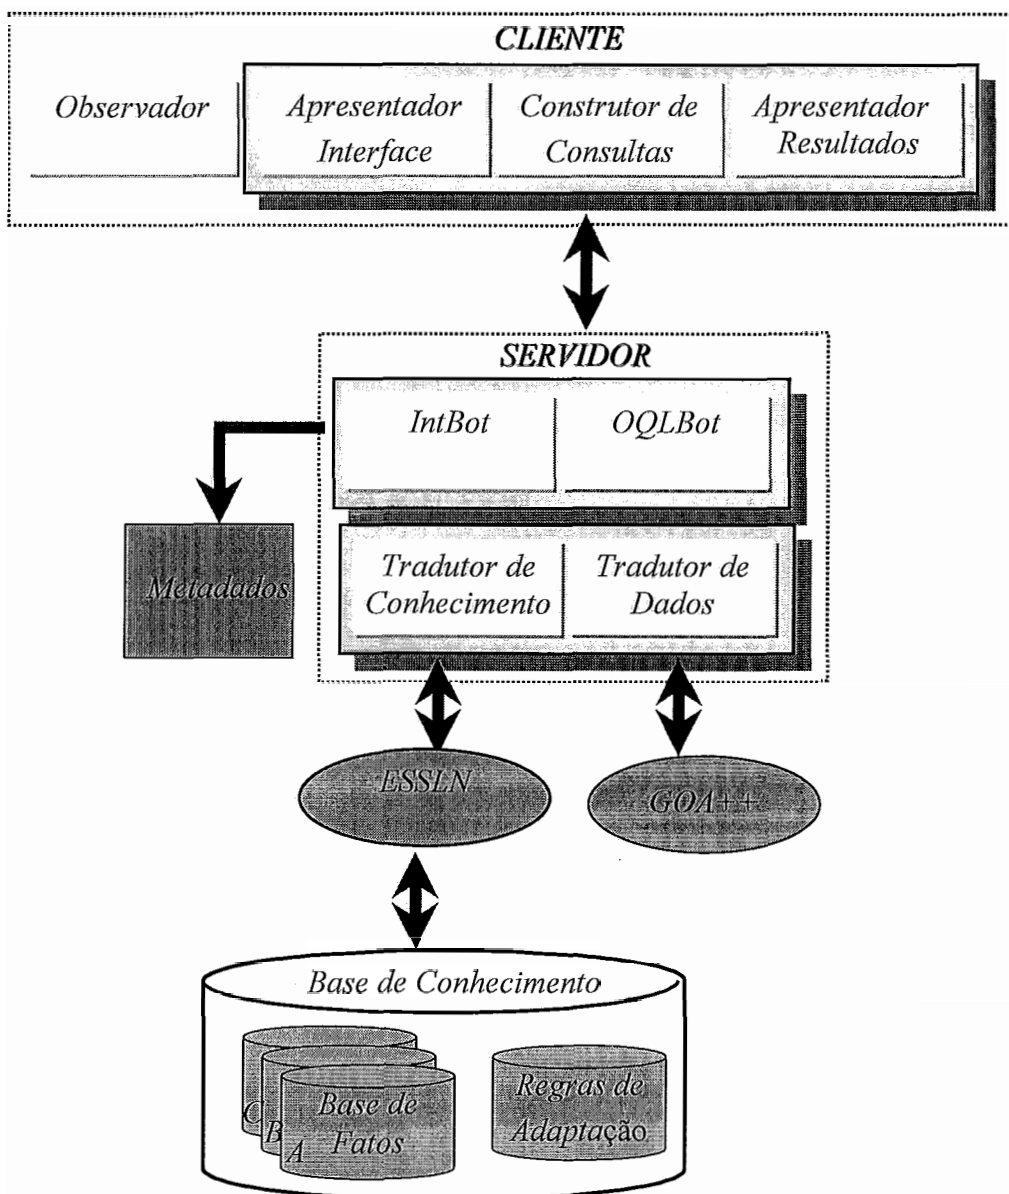 CLIENTE
Observador
Apresentador
Interface
Construtor de
Consultas
Apresentador
Resultados
SERVIDOR
IntBot
OQLBot
Metadados
Tradutor de
Conhecimento
Tradutor de
Dados
ESSLN
GOA++
Base de Conhecimento
C
B
A
Base de
Fatos
Regras de
Adaptação